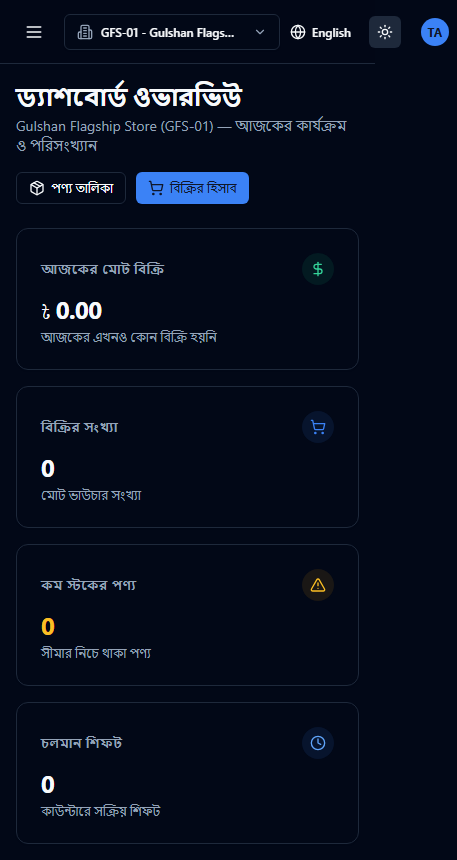 GFS-01 - Gulshan Flags...
English
TA
ড্যাশবোর্ড ওভারভিউ
Gulshan Flagship Store (GFS-01) — আজকের কার্যক্রম
ও পরিসংখ্যান
পণ্য তালিকা
বিক্রির হিসাব
আজকের মোট বিক্রি
৳ 0.00
আজকের এখনও কোন বিক্রি হয়নি
বিক্রির সংখ্যা
0
মোট ভাউচার সংখ্যা
কম স্টকের পণ্য
0
সীমার নিচে থাকা পণ্য
চলমান শিফট
0
কাউন্টারে সক্রিয় শিফট